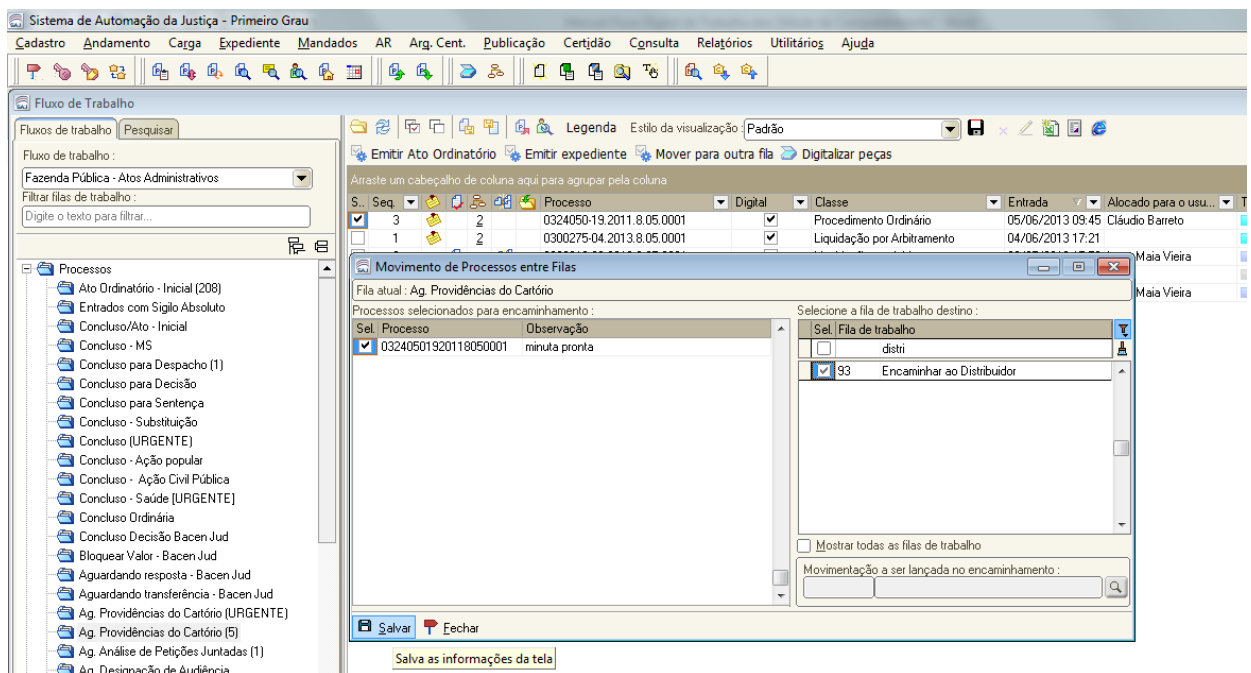 Sistema de Automação da Justiça - Primeiro Grau
Cadastro Andamento Carga Expediente Mandados AR Arq. Cent. Publicação Certidão Consulta Relatórios Utilitários Ajuda
Fluxo de Trabalho
Fluxos de trabalho Pesquisar
Legenda Estilo da visualização: Padrão
Fluxo de trabalho :
Emitir Ato Ordinatório Emitir expediente Mover para outra fila Digitalizar peças
Fazenda Pública - Atos Administrativos
Arraste um cabeçalho de coluna aqui para agrupar pela coluna
Filtrar filas de trabalho :
S.. Seq. Processo Digital Classe Entrada Alocado para o usu... T
Digite o texto para filtrar...
3 2 0324050-19.2011.8.05.0001 Procedimento Ordinário 05/06/2013 09:45 Cláudio Barreto
1 2 0300275-04.2013.8.05.0001 Liquidação por Arbitramento 04/06/2013 17:21
Maia Vieira
Maia Vieira
Processos
Ato Ordinatório - Inicial (208)
Entrados com Sigilo Absoluto
Concluso/Ato - Inicial
Concluso - MS
Concluso para Despacho (1)
Concluso para Decisão
Concluso para Sentença
Concluso - Substituição
Concluso (URGENTE)
Concluso - Ação popular
Concluso - Ação Civil Pública
Concluso - Saúde [URGENTE]
Concluso Ordinária
Concluso Decisão Bacen Jud
Bloquear Valor - Bacen Jud
Aguardando resposta - Bacen Jud
Aguardando transferência - Bacen Jud
Ag. Providências do Cartório (URGENTE)
Ag. Providências do Cartório (5)
Ag. Análise de Petições Juntadas (1)
Ag. Designação de Audiência
Movimento de Processos entre Filas
Fila atual : Ag. Providências do Cartório
Processos selecionados para encaminhamento :
Sel. Processo Observação
03240501920118050001 minuta pronta
Selecione a fila de trabalho destino :
Sel. Fila de trabalho
distri
93 Encaminhar ao Distribuidor
Mostrar todas as filas de trabalho
Movimentação a ser lançada no encaminhamento :
Salvar Fechar
Salva as informações da tela